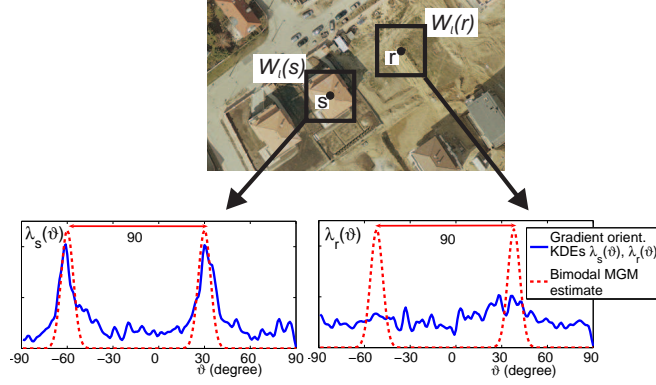 W_l(r)
r
W_l(s)
s
λ_s(ϑ)
90
-90 -60 -30 0 30 60 90
ϑ (degree)
λ_r(ϑ)
90
Gradient orient.
KDEs λ_s(ϑ), λ_r(ϑ)
Bimodal MGM
estimate
-90 -60 -30 0 30 60 90
ϑ (degree)